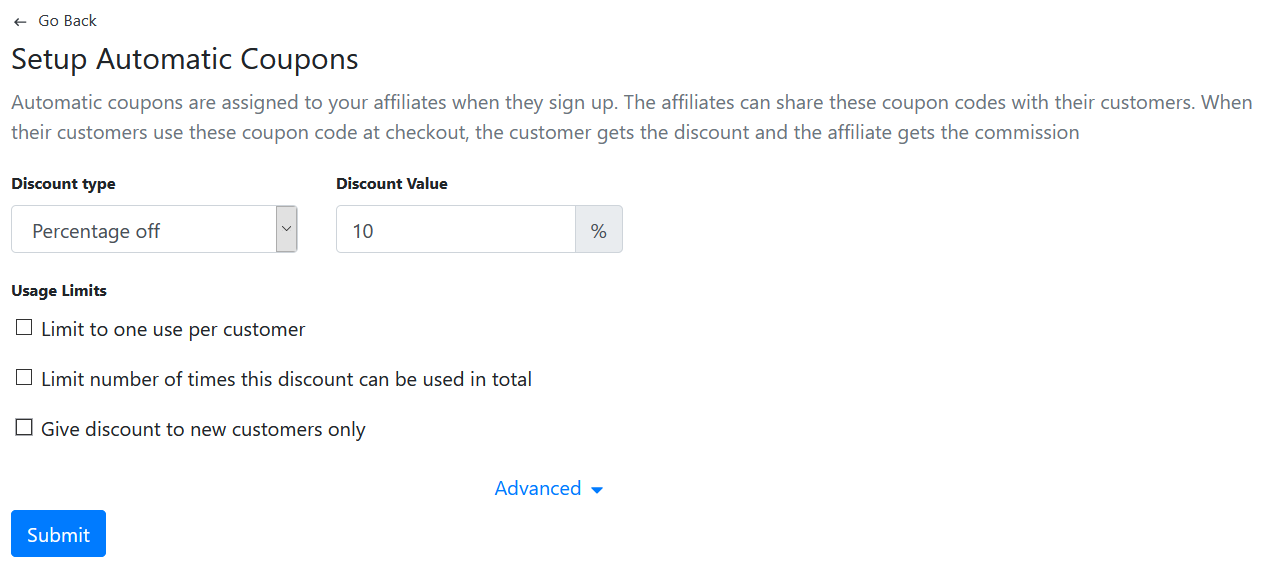 ← Go Back
Setup Automatic Coupons
Automatic coupons are assigned to your affiliates when they sign up. The affiliates can share these coupon codes with their customers. When
their customers use these coupon code at checkout, the customer gets the discount and the affiliate gets the commission
Discount type Discount Value
Percentage off 10 %
Usage Limits
Limit to one use per customer
Limit number of times this discount can be used in total
Give discount to new customers only
Advanced
Submit